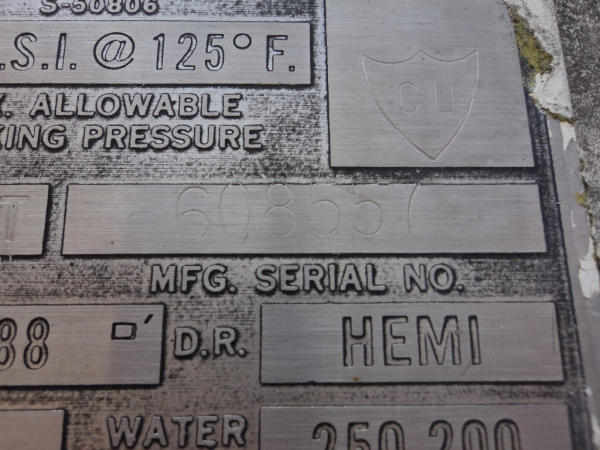 S-50806
.S.I. @ 125° F.
. ALLOWABLE
KING PRESSURE
C U
T 608557
MFG. SERIAL NO.
88 □′ D.R. HEMI
WATER 250,200